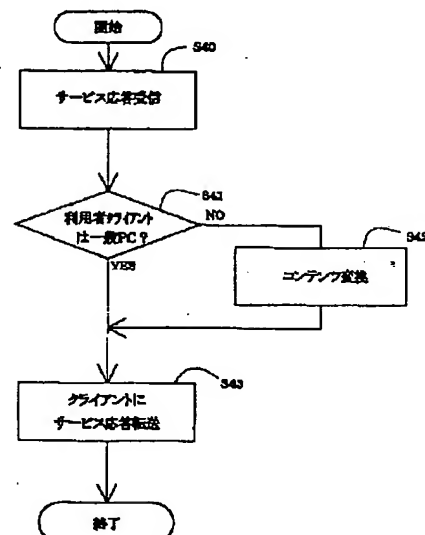 開始
S40
サービス応答受信
S41
利用者クライアント
は一般PC?
NO
YES
S42
コンテンツ変換
S43
クライアントに
サービス応答転送
終了